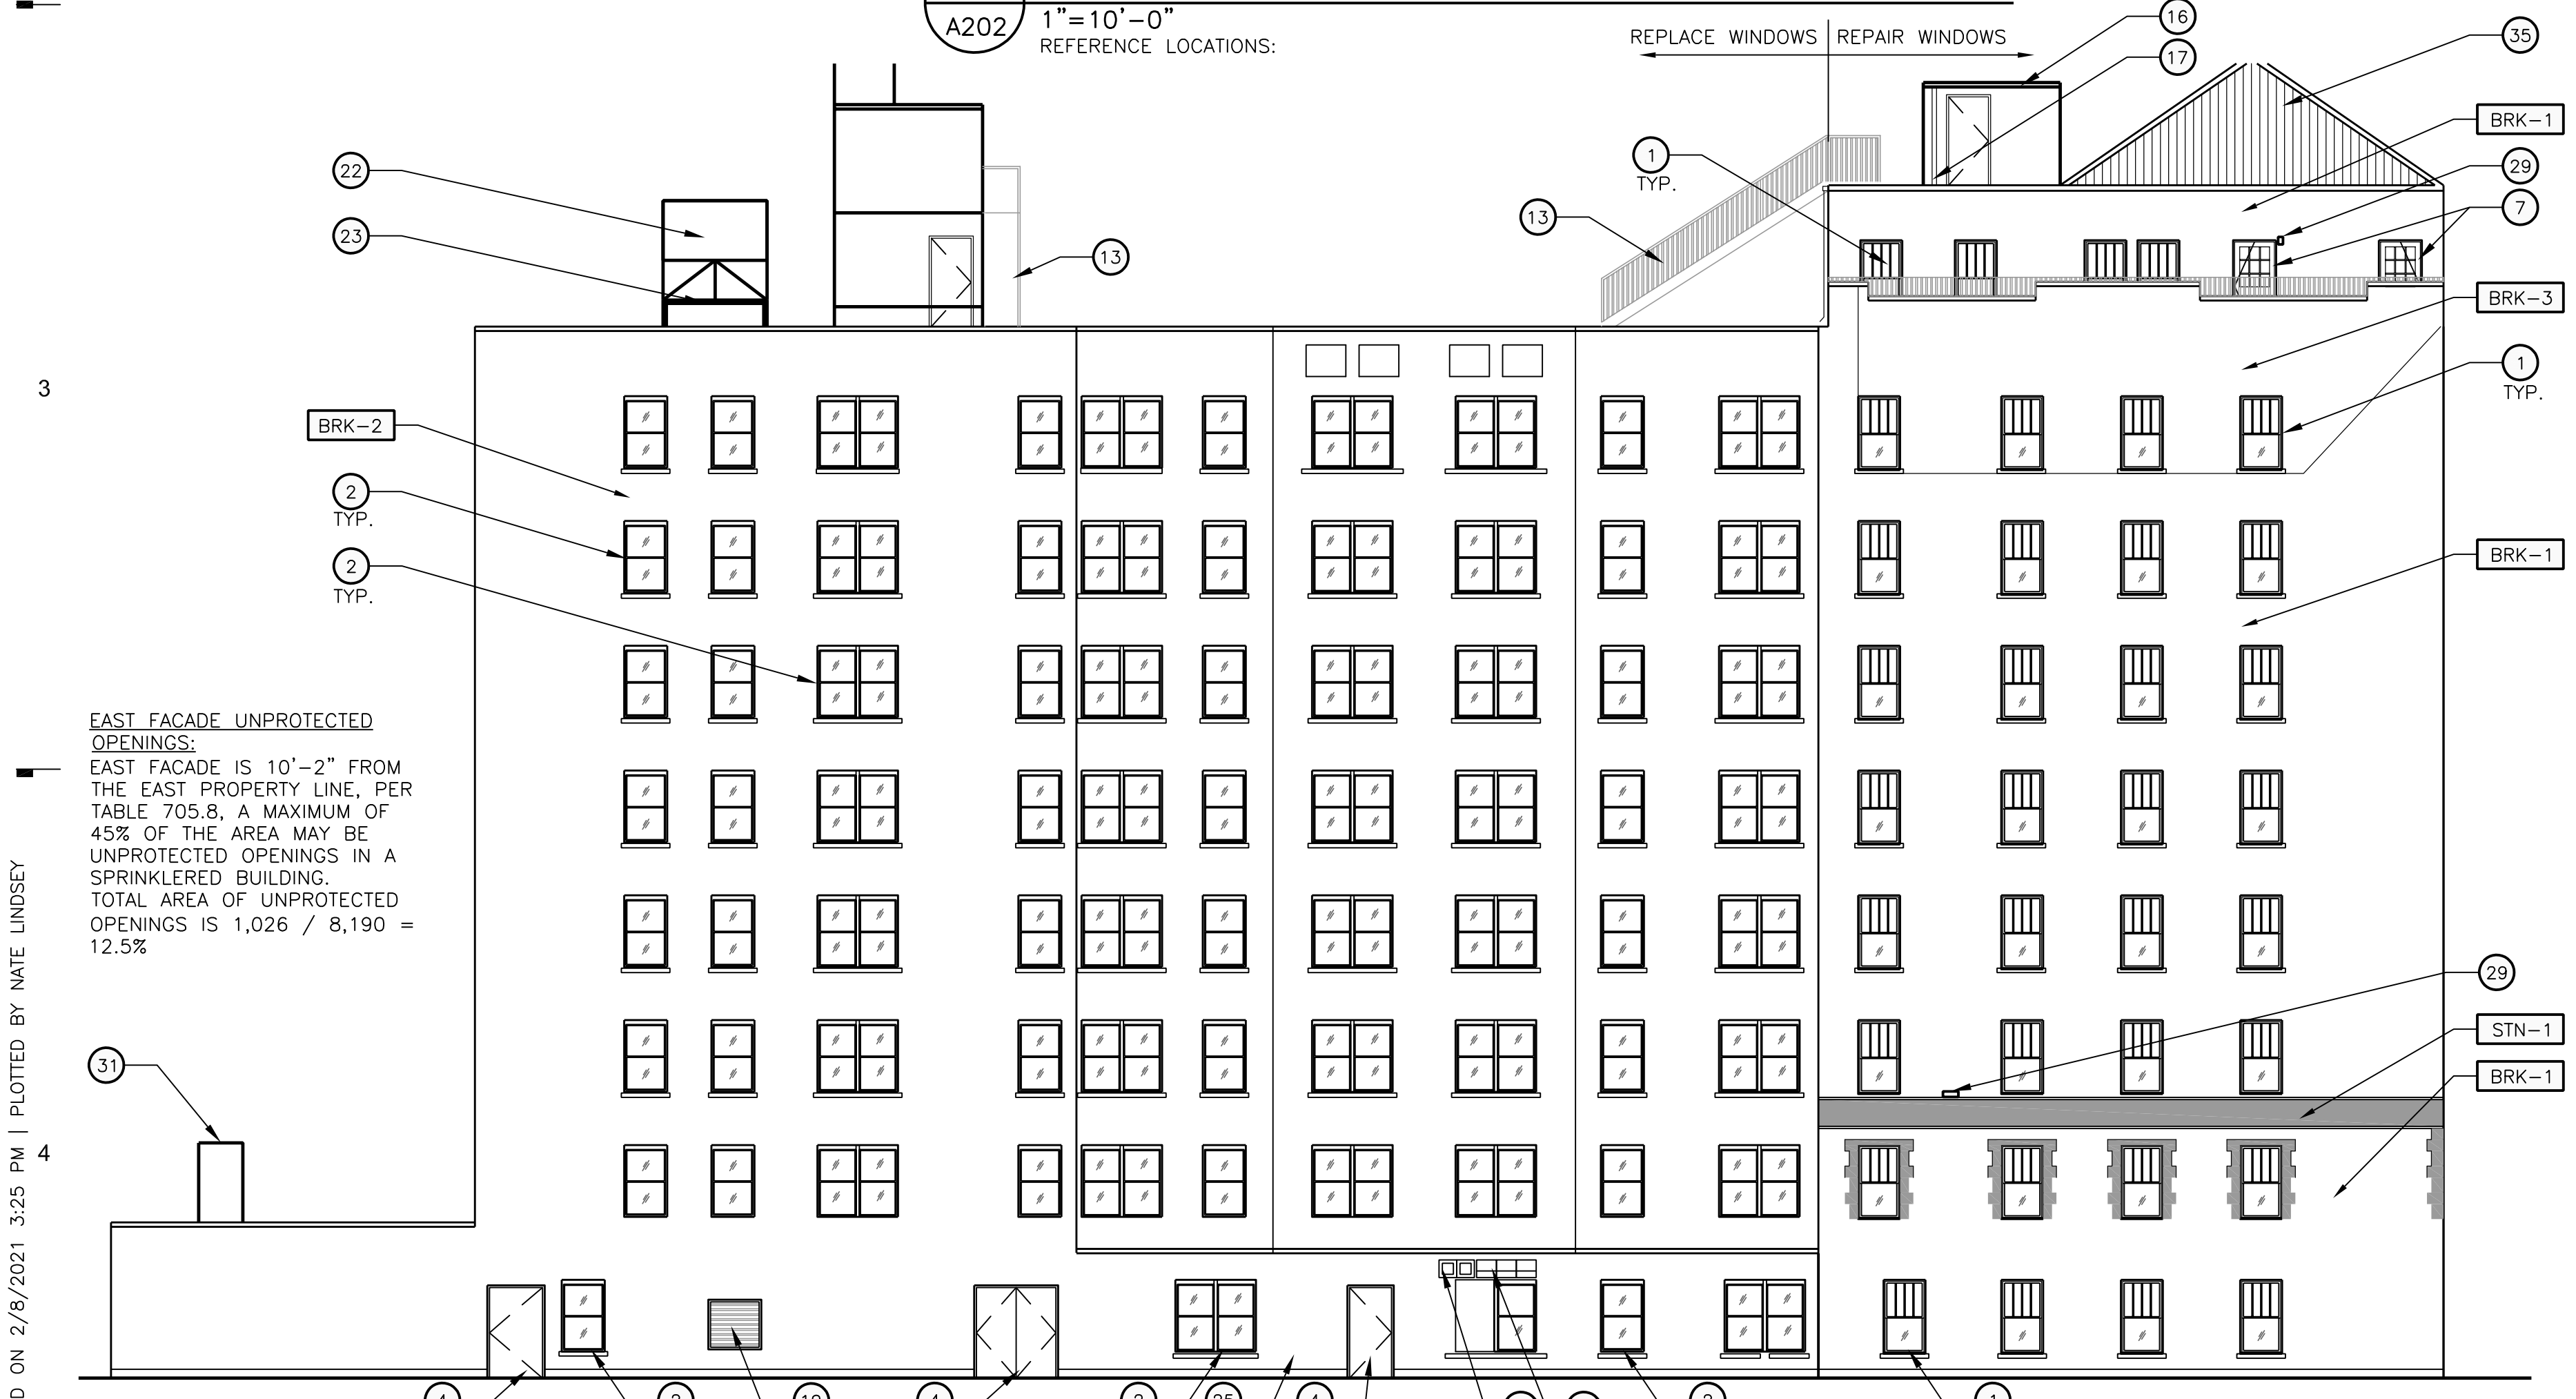 A202
1"=10'-0"
REFERENCE LOCATIONS:
REPLACE WINDOWS
REPAIR WINDOWS
16
17
35
BRK-1
29
7
1
TYP.
13
22
23
13
BRK-3
1
TYP.
3
BRK-2
2
TYP.
2
TYP.
BRK-1
EAST FACADE UNPROTECTED
OPENINGS:
EAST FACADE IS 10'-2" FROM
THE EAST PROPERTY LINE, PER
TABLE 705.8, A MAXIMUM OF
45% OF THE AREA MAY BE
UNPROTECTED OPENINGS IN A
SPRINKLERED BUILDING.
TOTAL AREA OF UNPROTECTED
OPENINGS IS 1,026 / 8,190 =
12.5%
29
STN-1
BRK-1
31
4
D ON 2/8/2021 3:25 PM | PLOTTED BY NATE LINDSEY